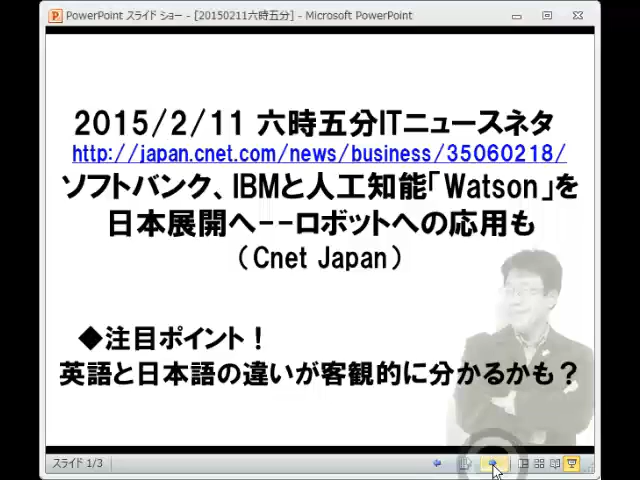 PowerPoint スライド ショー - [20150211六時五分] - Microsoft PowerPoint
2015/2/11 六時五分ITニュースネタ
http://japan.cnet.com/news/business/35060218/
ソフトバンク、IBMと人工知能「Watson」を
日本展開へ--ロボットへの応用も
（Cnet Japan）
◆注目ポイント！
英語と日本語の違いが客観的に分かるかも？
スライド 1/3